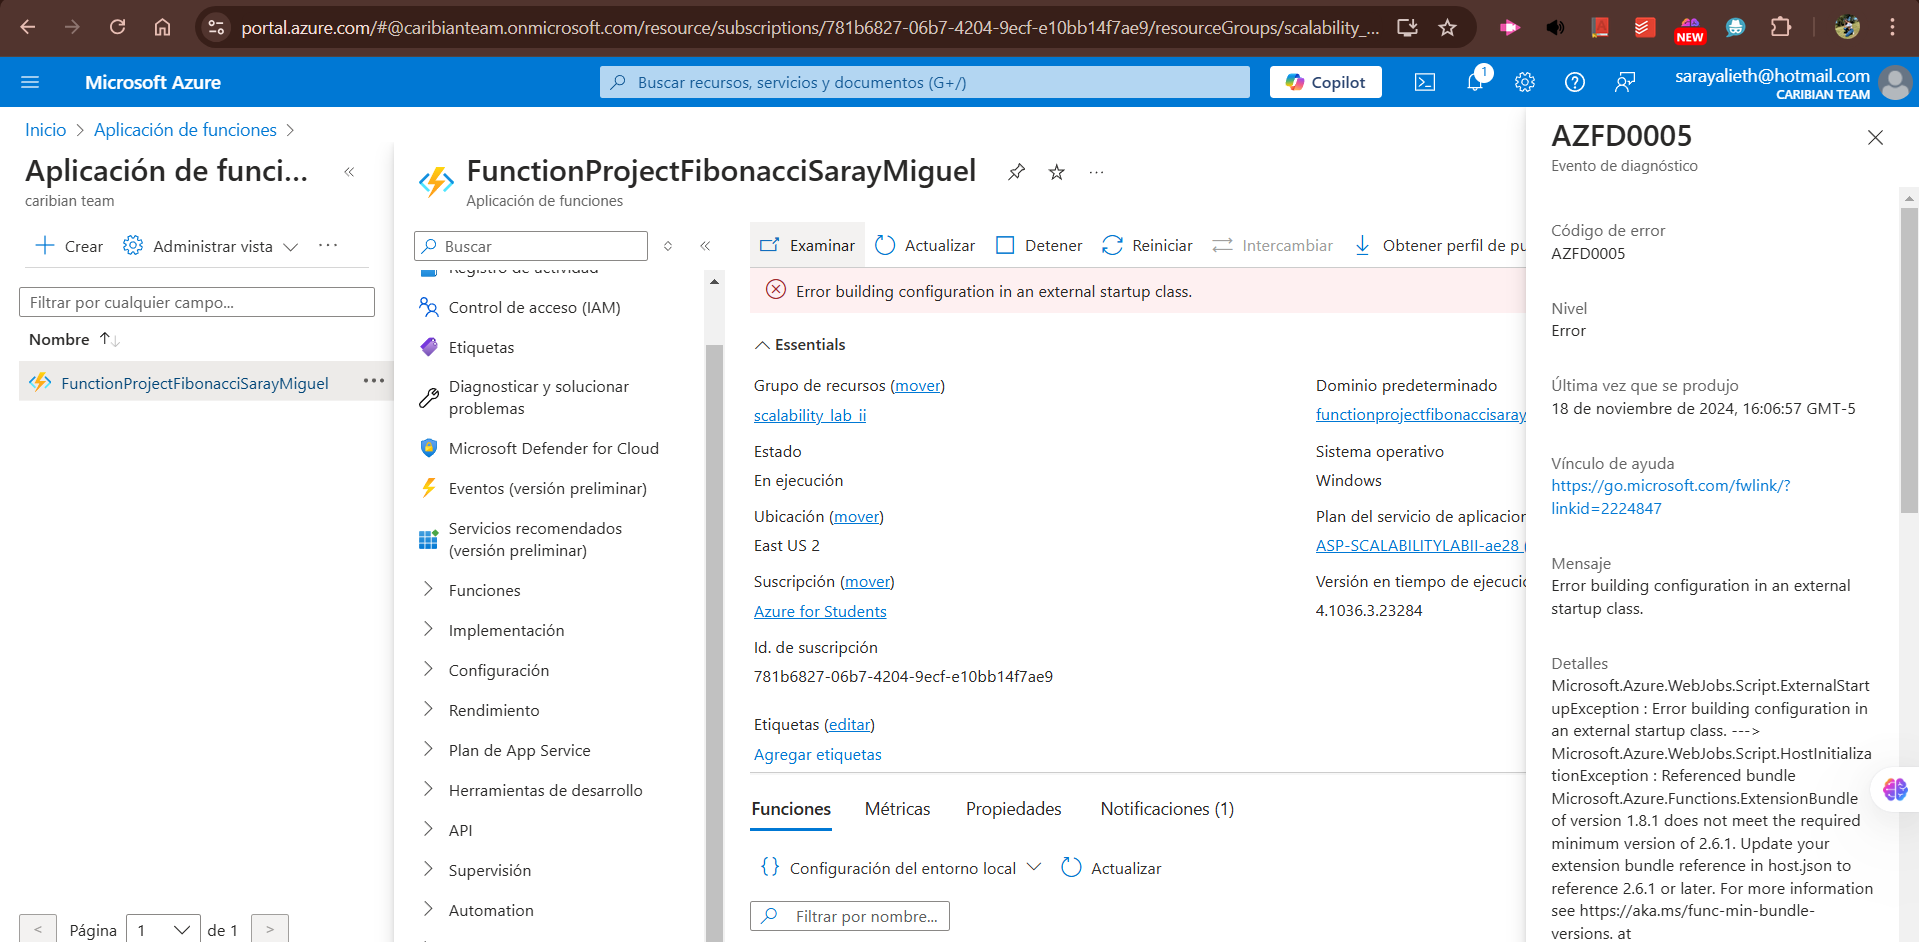 portal.azure.com/#@caribianteam.onmicrosoft.com/resource/subscriptions/781b6827-06b7-4204-9ecf-e10bb14f7ae9/resourceGroups/scalability_...
NEW
Microsoft Azure
Buscar recursos, servicios y documentos (G+/)
Copilot
1
sarayalieth@hotmail.com
CARIBIAN TEAM
Inicio
Aplicación de funciones
Aplicación de funci...
caribian team
Crear
Administrar vista
Filtrar por cualquier campo...
Nombre
FunctionProjectFibonacciSarayMiguel
Página
1
de 1
FunctionProjectFibonacciSarayMiguel
Aplicación de funciones
Buscar
Registro de actividad
Control de acceso (IAM)
Etiquetas
Diagnosticar y solucionar
problemas
Microsoft Defender for Cloud
Eventos (versión preliminar)
Servicios recomendados
(versión preliminar)
Funciones
Implementación
Configuración
Rendimiento
Plan de App Service
Herramientas de desarrollo
API
Supervisión
Automation
Examinar
Actualizar
Detener
Reiniciar
Intercambiar
Obtener perfil de pu
Error building configuration in an external startup class.
Essentials
Grupo de recursos (mover)
scalability_lab_ii
Estado
En ejecución
Ubicación (mover)
East US 2
Suscripción (mover)
Azure for Students
Id. de suscripción
781b6827-06b7-4204-9ecf-e10bb14f7ae9
Etiquetas (editar)
Agregar etiquetas
Dominio predeterminado
functionprojectfibonaccisaray
Sistema operativo
Windows
Plan del servicio de aplicacion
ASP-SCALABILITYLABII-ae28 (
Versión en tiempo de ejecució
4.1036.3.23284
Funciones
Métricas
Propiedades
Notificaciones (1)
Configuración del entorno local
Actualizar
Filtrar por nombre...
AZFD0005
Evento de diagnóstico
Código de error
AZFD0005
Nivel
Error
Última vez que se produjo
18 de noviembre de 2024, 16:06:57 GMT-5
Vínculo de ayuda
https://go.microsoft.com/fwlink/?
linkid=2224847
Mensaje
Error building configuration in an external
startup class.
Detalles
Microsoft.Azure.WebJobs.Script.ExternalStart
upException : Error building configuration in
an external startup class. --->
Microsoft.Azure.WebJobs.Script.HostInitializa
tionException : Referenced bundle
Microsoft.Azure.Functions.ExtensionBundle
of version 1.8.1 does not meet the required
minimum version of 2.6.1. Update your
extension bundle reference in host.json to
reference 2.6.1 or later. For more information
see https://aka.ms/func-min-bundle-
versions. at